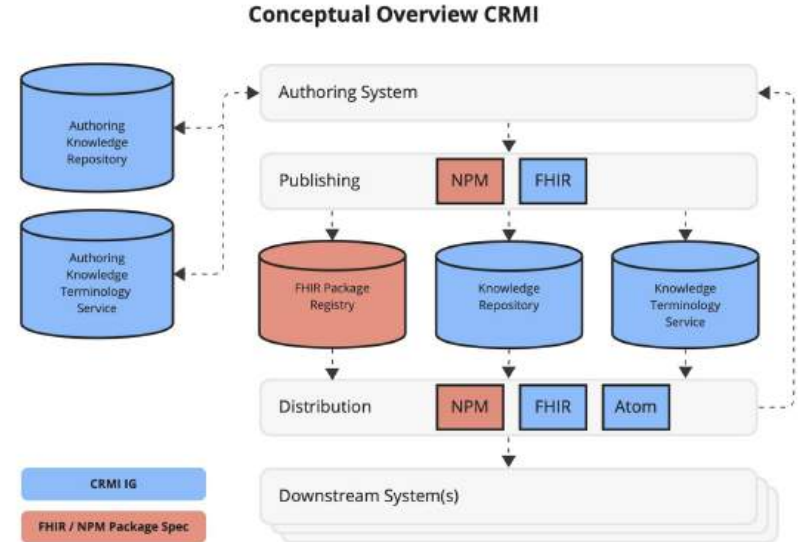 Conceptual Overview CRMI
Authoring
Knowledge
Repository
Authoring
Knowledge
Terminology
Service
Authoring System
Publishing
NPM
FHIR
FHIR Package
Registry
Knowledge
Repository
Knowledge
Terminology
Service
Distribution
NPM
FHIR
Atom
Downstream System(s)
CRMI IG
FHIR / NPM Package Spec